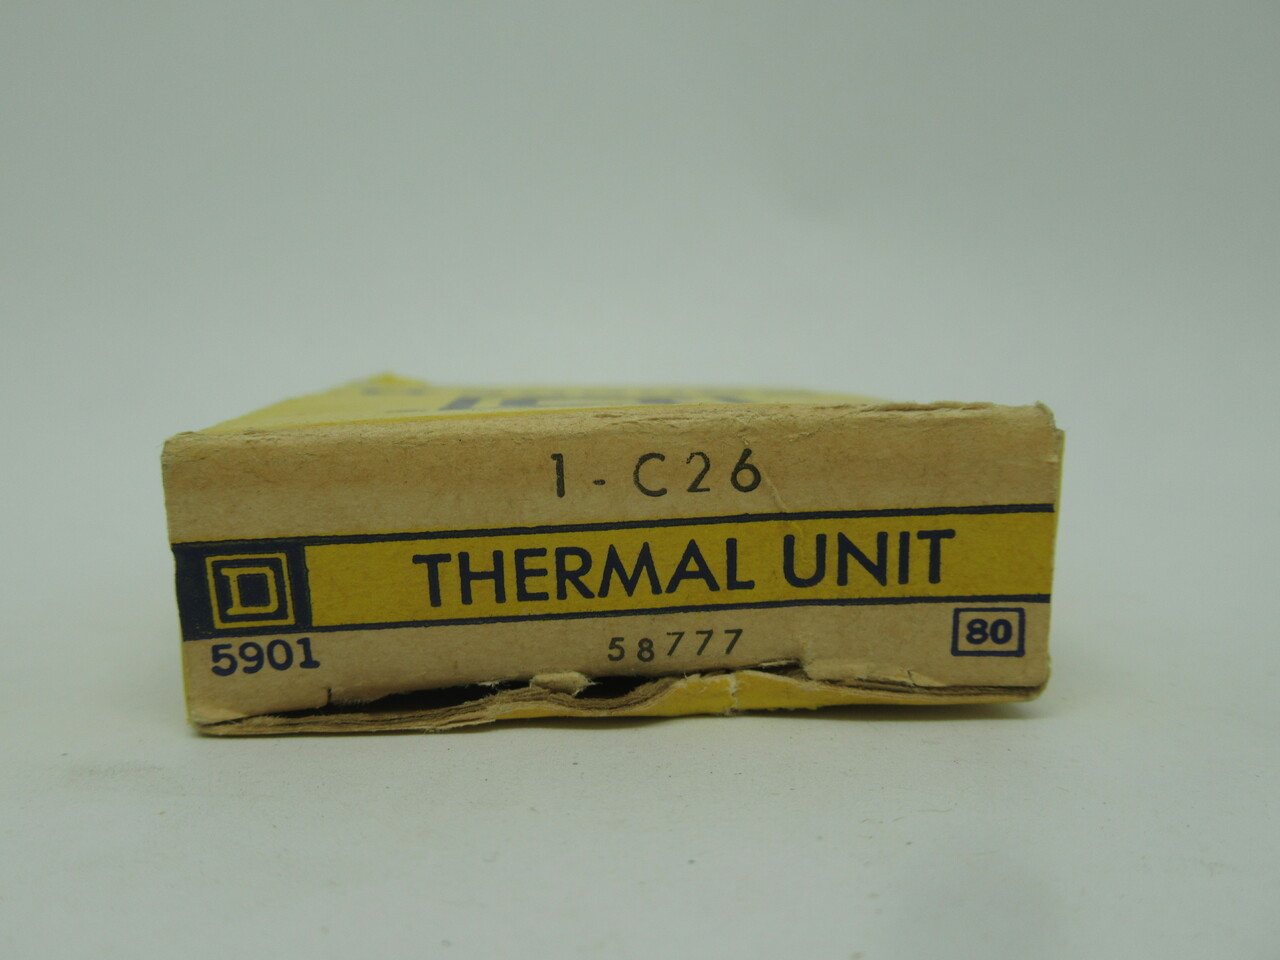 1-C26
D
THERMAL UNIT
5901
58777
80